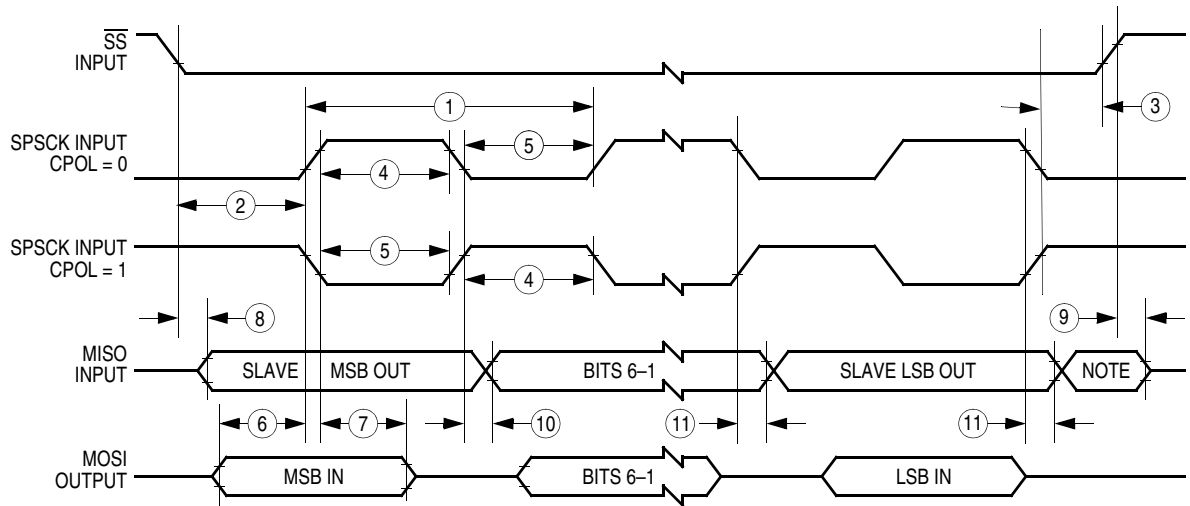 SS
INPUT
1
3
SPSCK INPUT
CPOL = 0
5
4
2
SPSCK INPUT
CPOL = 1
5
4
8
9
MISO
INPUT
SLAVE MSB OUT
BITS 6–1
SLAVE LSB OUT
NOTE
6
7
10
11
11
MOSI
OUTPUT
MSB IN
BITS 6–1
LSB IN